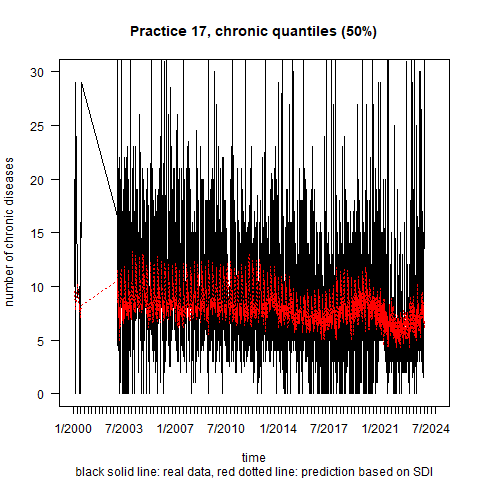 Practice 17, chronic quantiles (50%)
number of chronic diseases
30
25
20
15
10
5
0
1/2000 7/2003 1/2007 7/2010 1/2014 7/2017 1/2021 7/2024
time
black solid line: real data, red dotted line: prediction based on SDI